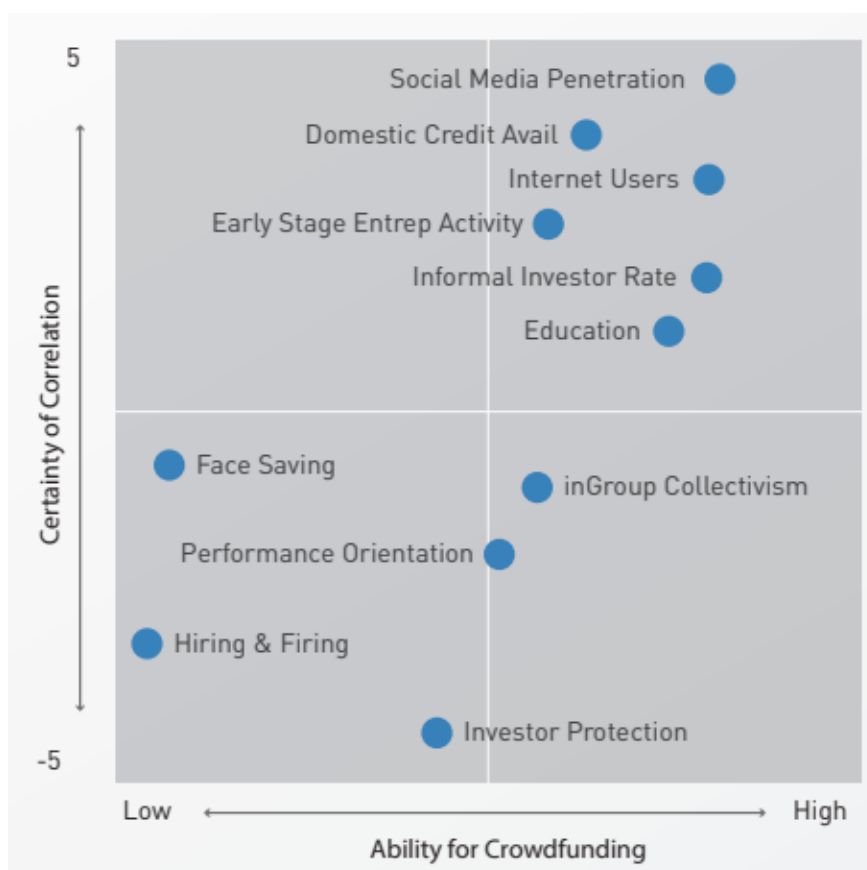 5
Social Media Penetration
Domestic Credit Avail
Internet Users
Early Stage Entrep Activity
Informal Investor Rate
Education
Certainty of Correlation
Face Saving
inGroup Collectivism
Performance Orientation
Hiring & Firing
Investor Protection
-5
Low
High
Ability for Crowdfunding